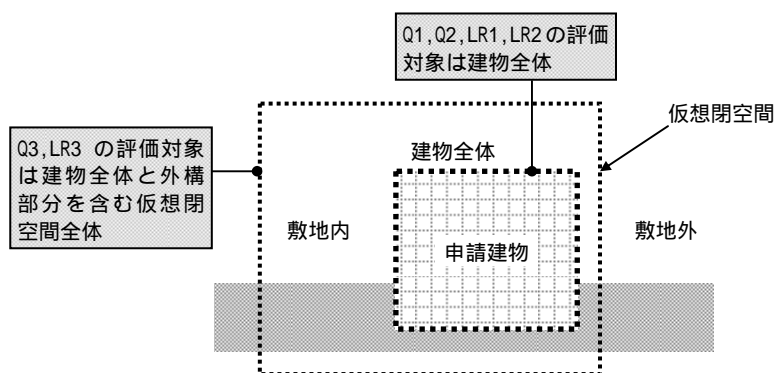 Q1,Q2,LR1,LR2の評価
対象は建物全体
仮想閉空間
Q3,LR3 の評価対象
は建物全体と外構
部分を含む仮想閉
空間全体
建物全体
敷地内
申請建物
敷地外